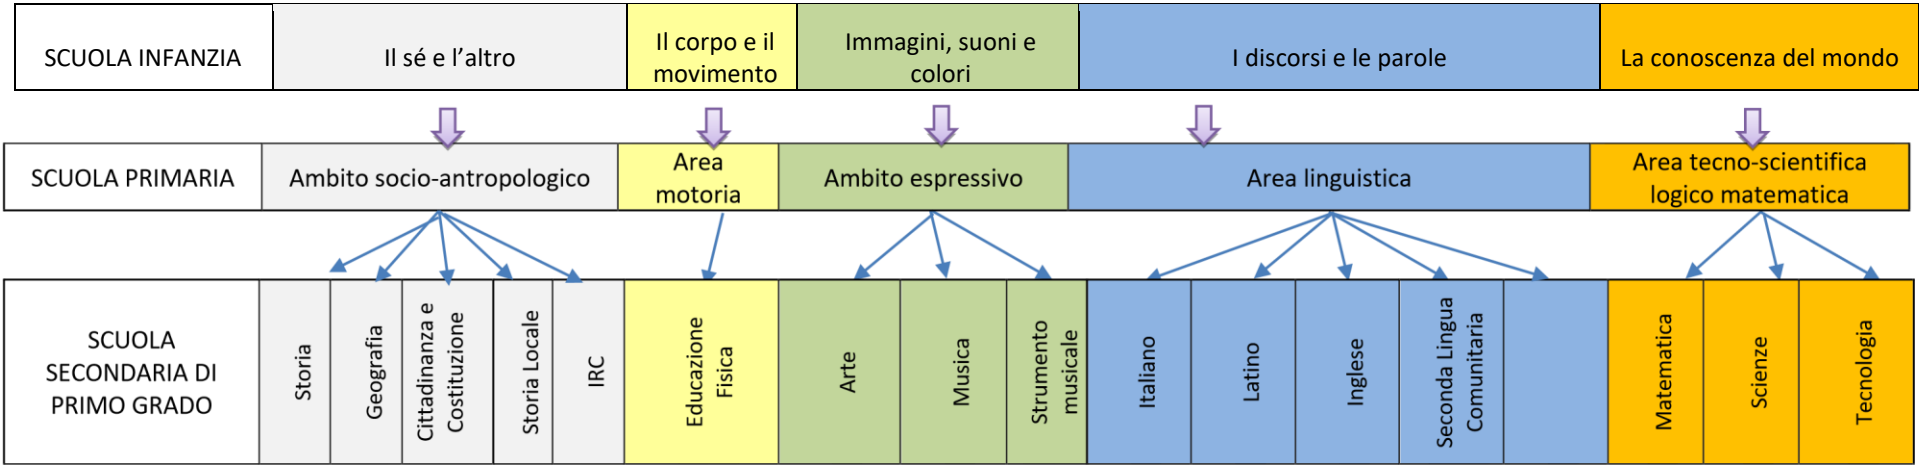 SCUOLA INFANZIA
Il sé e l’altro
Il corpo e il
movimento
Immagini, suoni e
colori
I discorsi e le parole
La conoscenza del mondo
SCUOLA PRIMARIA
Ambito socio-antropologico
Area
motoria
Ambito espressivo
Area linguistica
Area tecno-scientifica
logico matematica
SCUOLA
SECONDARIA DI
PRIMO GRADO
Storia
Geografia
Cittadinanza e
Costituzione
Storia Locale
IRC
Educazione
Fisica
Arte
Musica
Strumento
musicale
Italiano
Latino
Inglese
Seconda Lingua
Comunitaria
Matematica
Scienze
Tecnologia